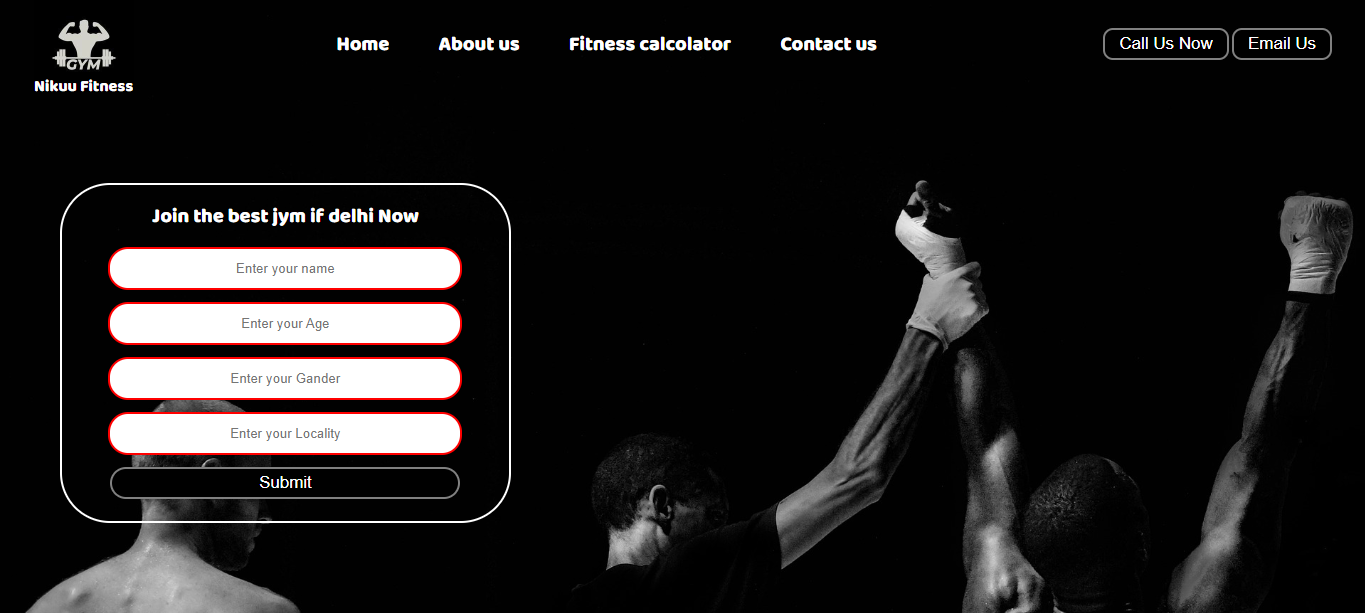 GYM
Nikuu Fitness
Home About us Fitness calcolator Contact us
Call Us Now Email Us
Join the best jym if delhi Now
Enter your name
Enter your Age
Enter your Gander
Enter your Locality
Submit